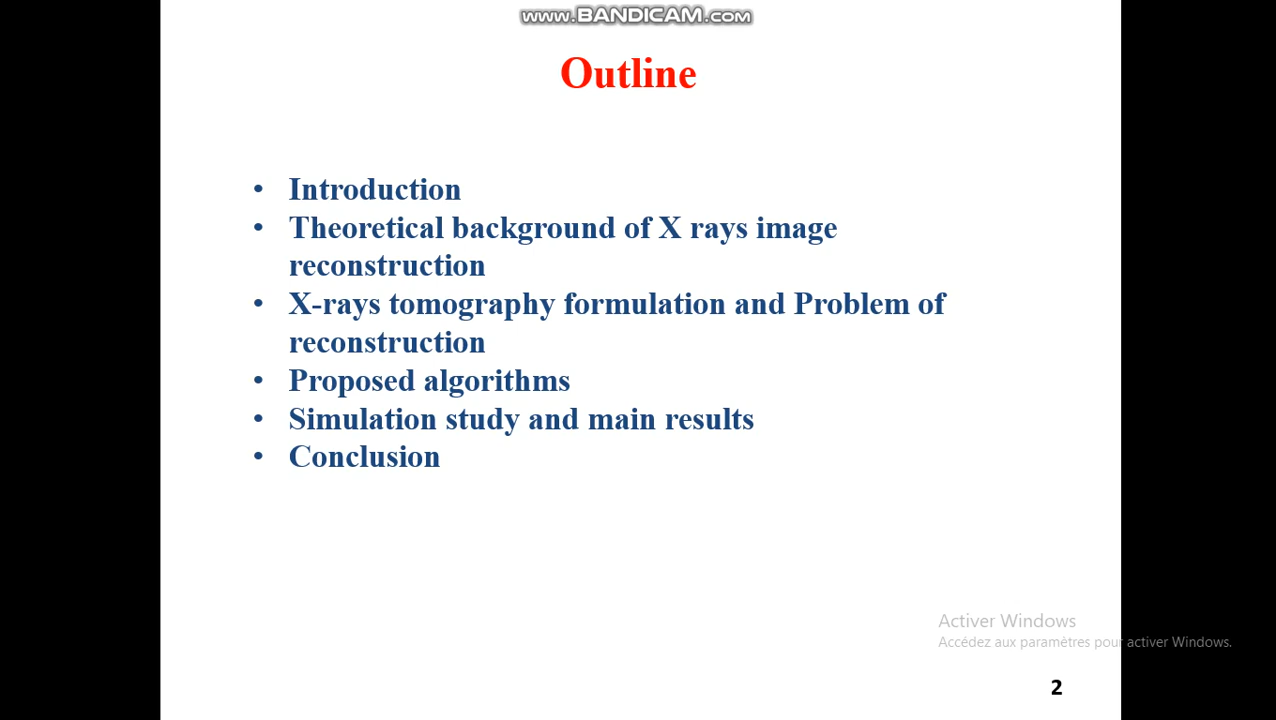 www.BANDICAM.com
Outline
• Introduction
• Theoretical background of X rays image
reconstruction
• X-rays tomography formulation and Problem of
reconstruction
• Proposed algorithms
• Simulation study and main results
• Conclusion
Activer Windows
Accédez aux paramètres pour activer Windows.
2